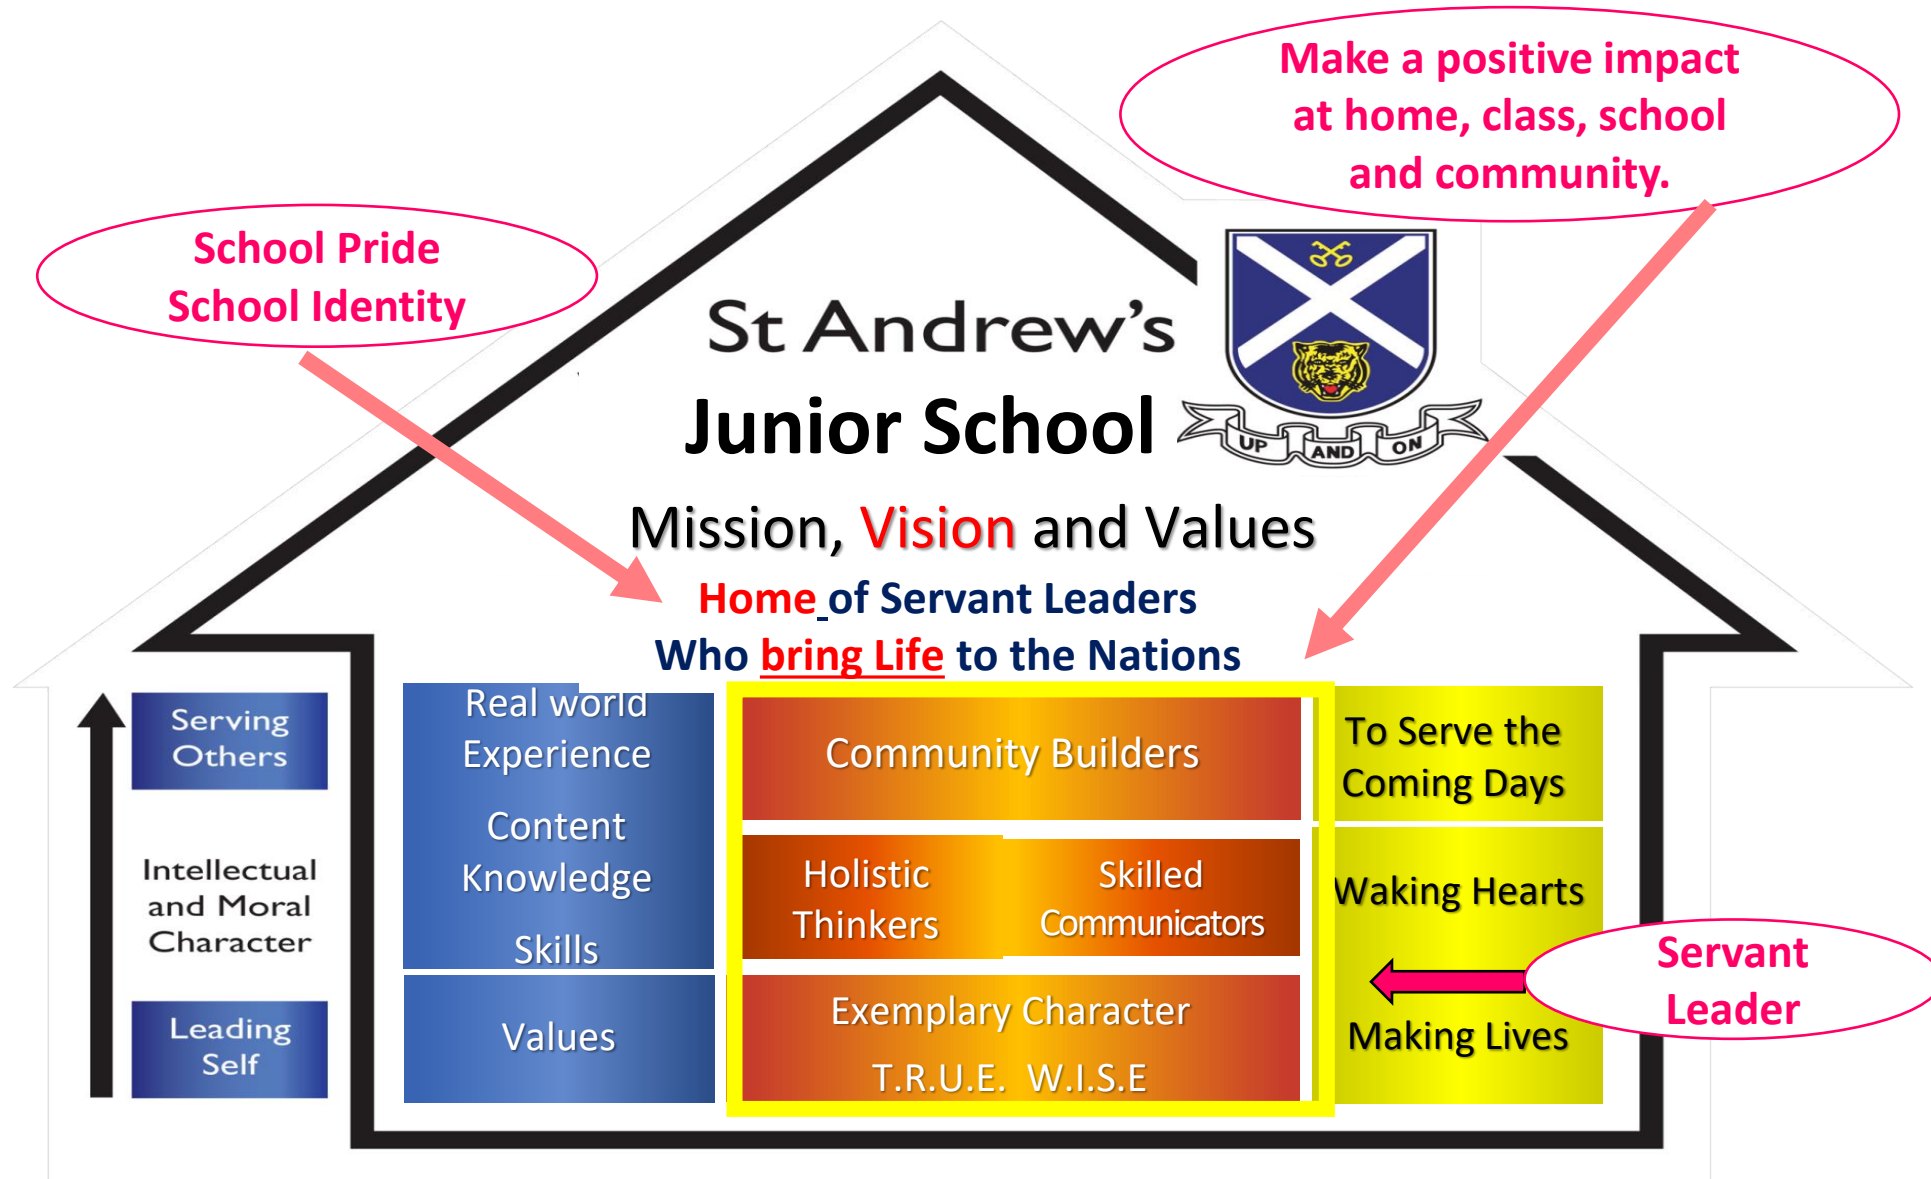 Make a positive impact
at home, class, school
and community.
School Pride
School Identity
St Andrew's
Junior School
UP AND ON
Mission, Vision and Values
Home of Servant Leaders
Who bring Life to the Nations
Serving
Others
Intellectual
and Moral
Character
Leading
Self
Real world
Experience
Content
Knowledge
Skills
Values
Community Builders
Holistic
Thinkers
Skilled
Communicators
Exemplary Character
T.R.U.E. W.I.S.E
To Serve the
Coming Days
Waking Hearts
Making Lives
Servant
Leader